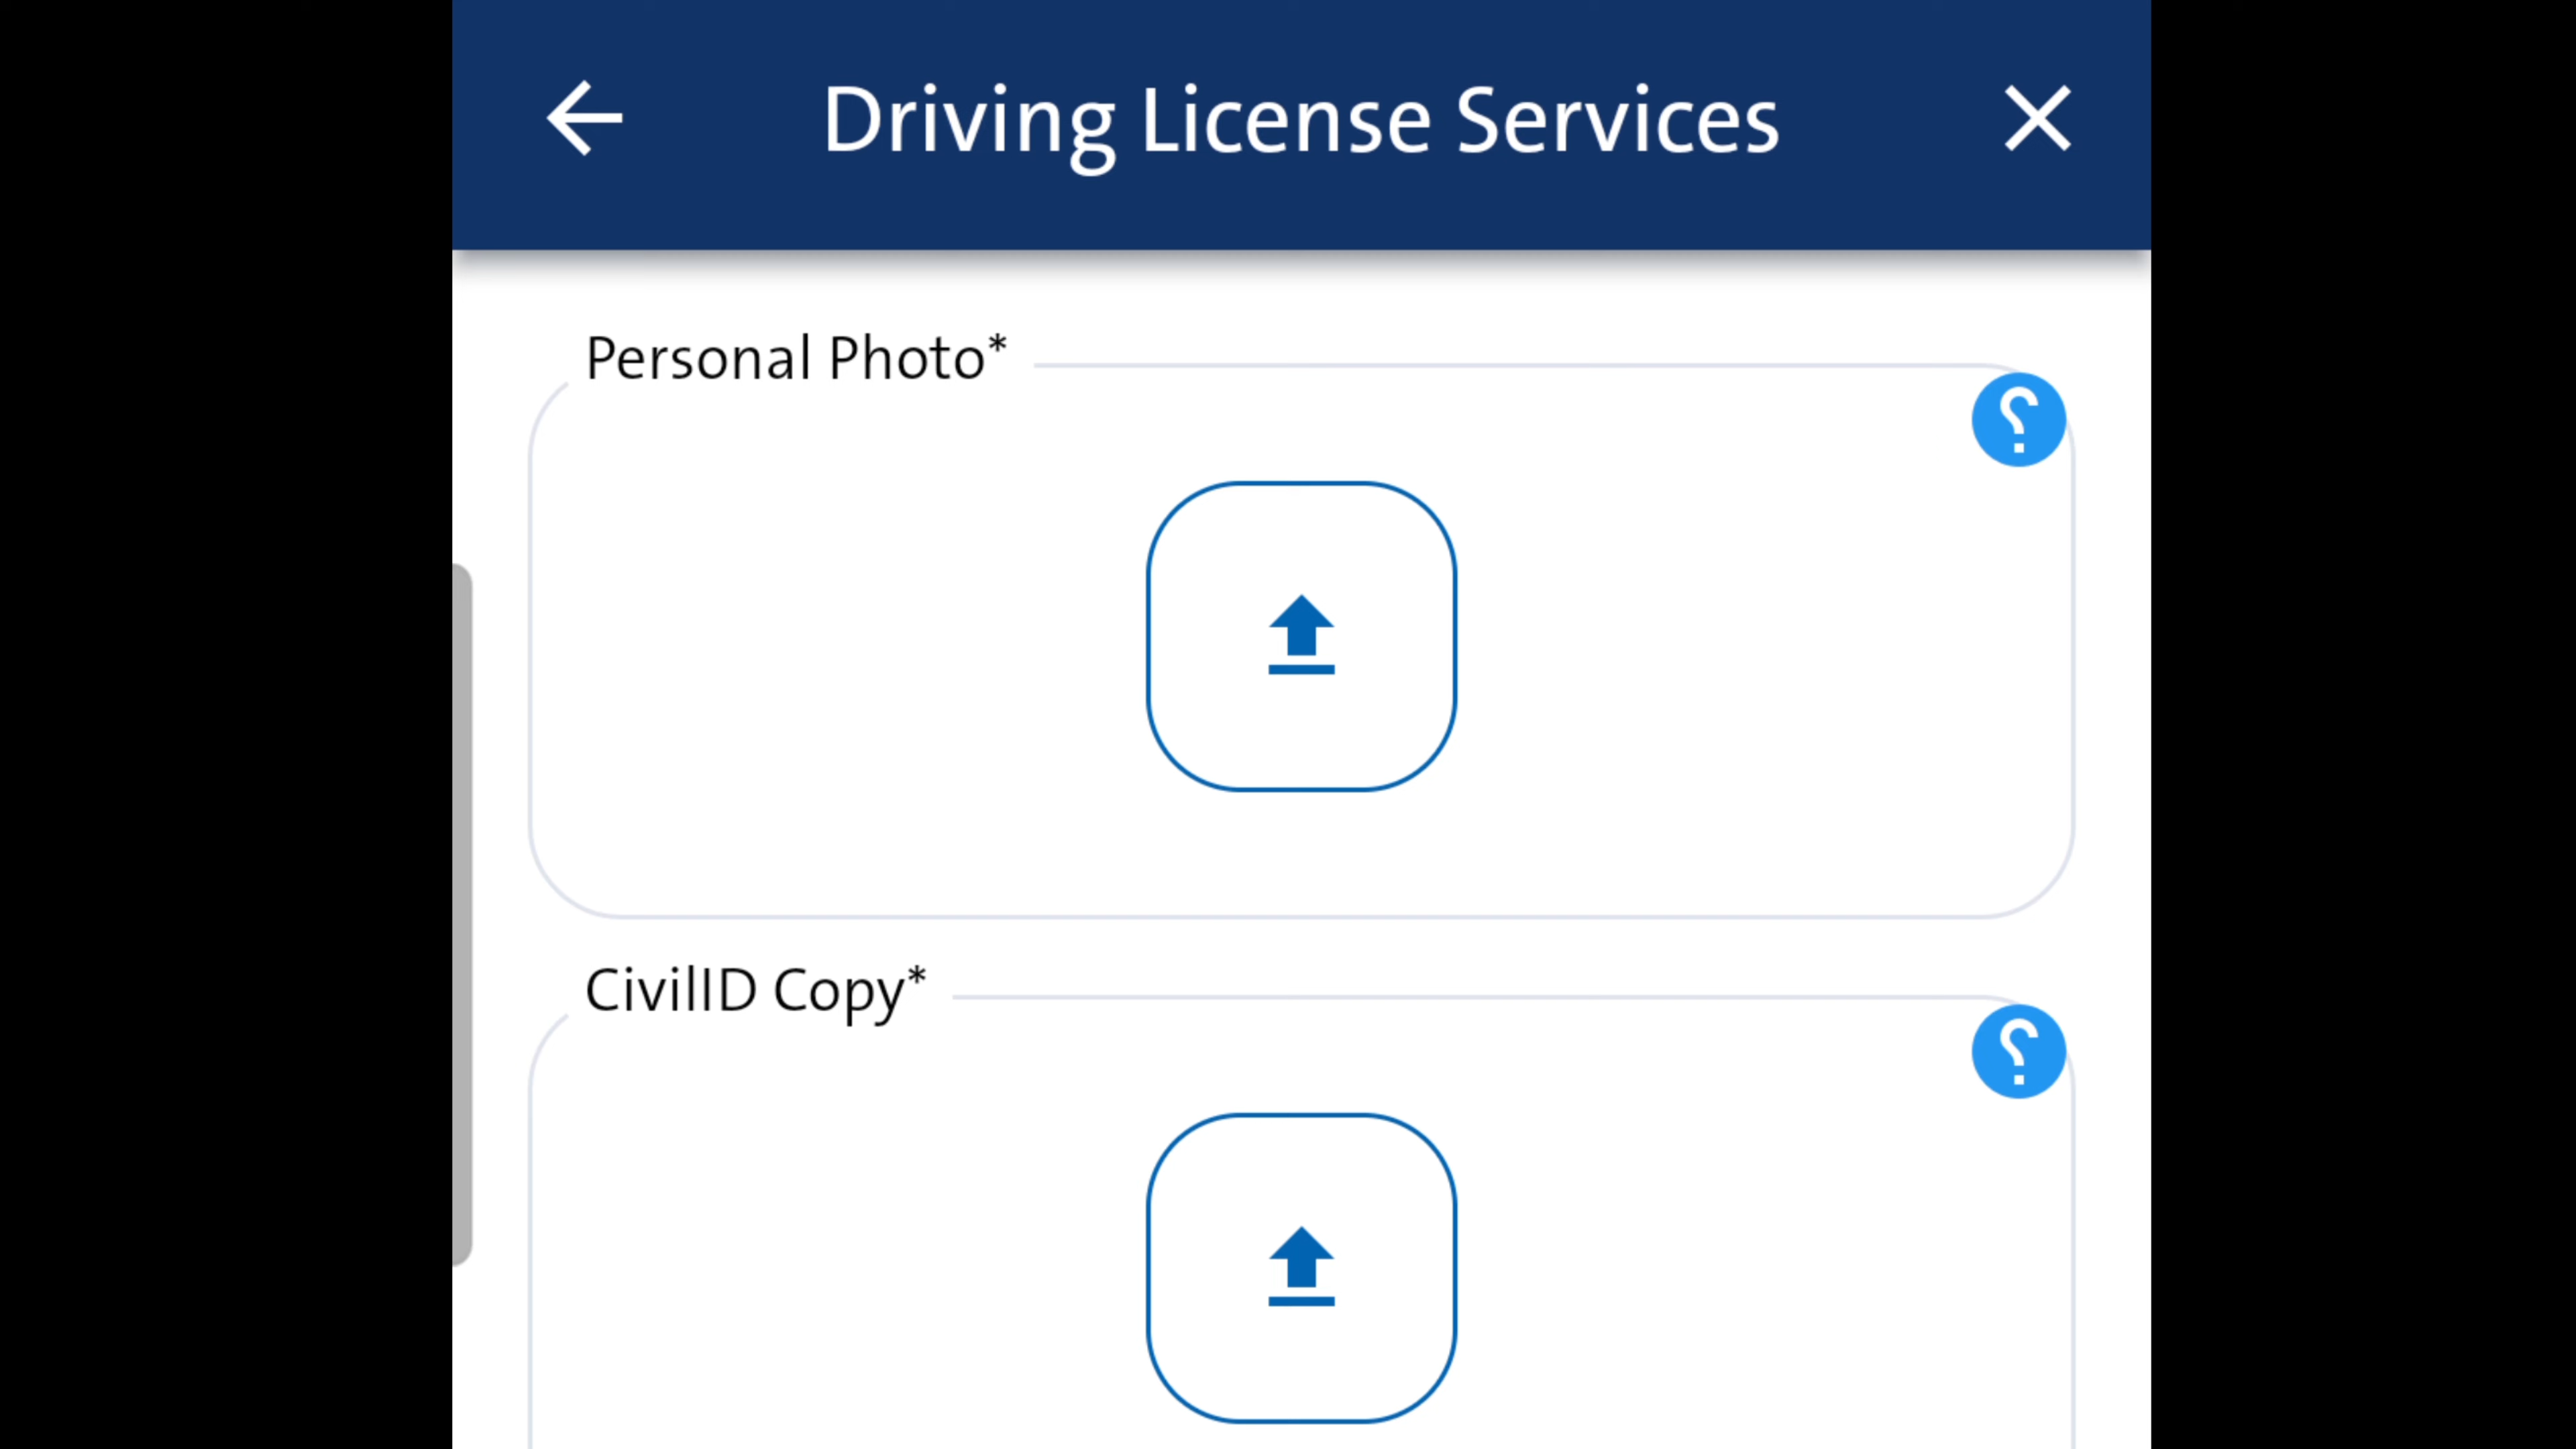 Driving License Services
Personal Photo*
؟
CivilID Copy*
؟